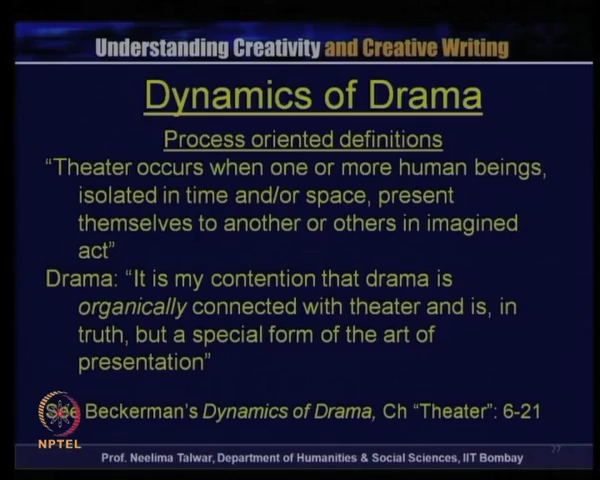 Understanding Creativity and Creative Writing
Dynamics of Drama
Process oriented definitions
“Theater occurs when one or more human beings,
isolated in time and/or space, present
themselves to another or others in imagined
act”
Drama: “It is my contention that drama is
organically connected with theater and is, in
truth, but a special form of the art of
presentation”
See Beckerman's Dynamics of Drama, Ch “Theater”: 6-21
NPTEL
77
Prof. Neelima Talwar, Department of Humanities & Social Sciences, IIT Bombay